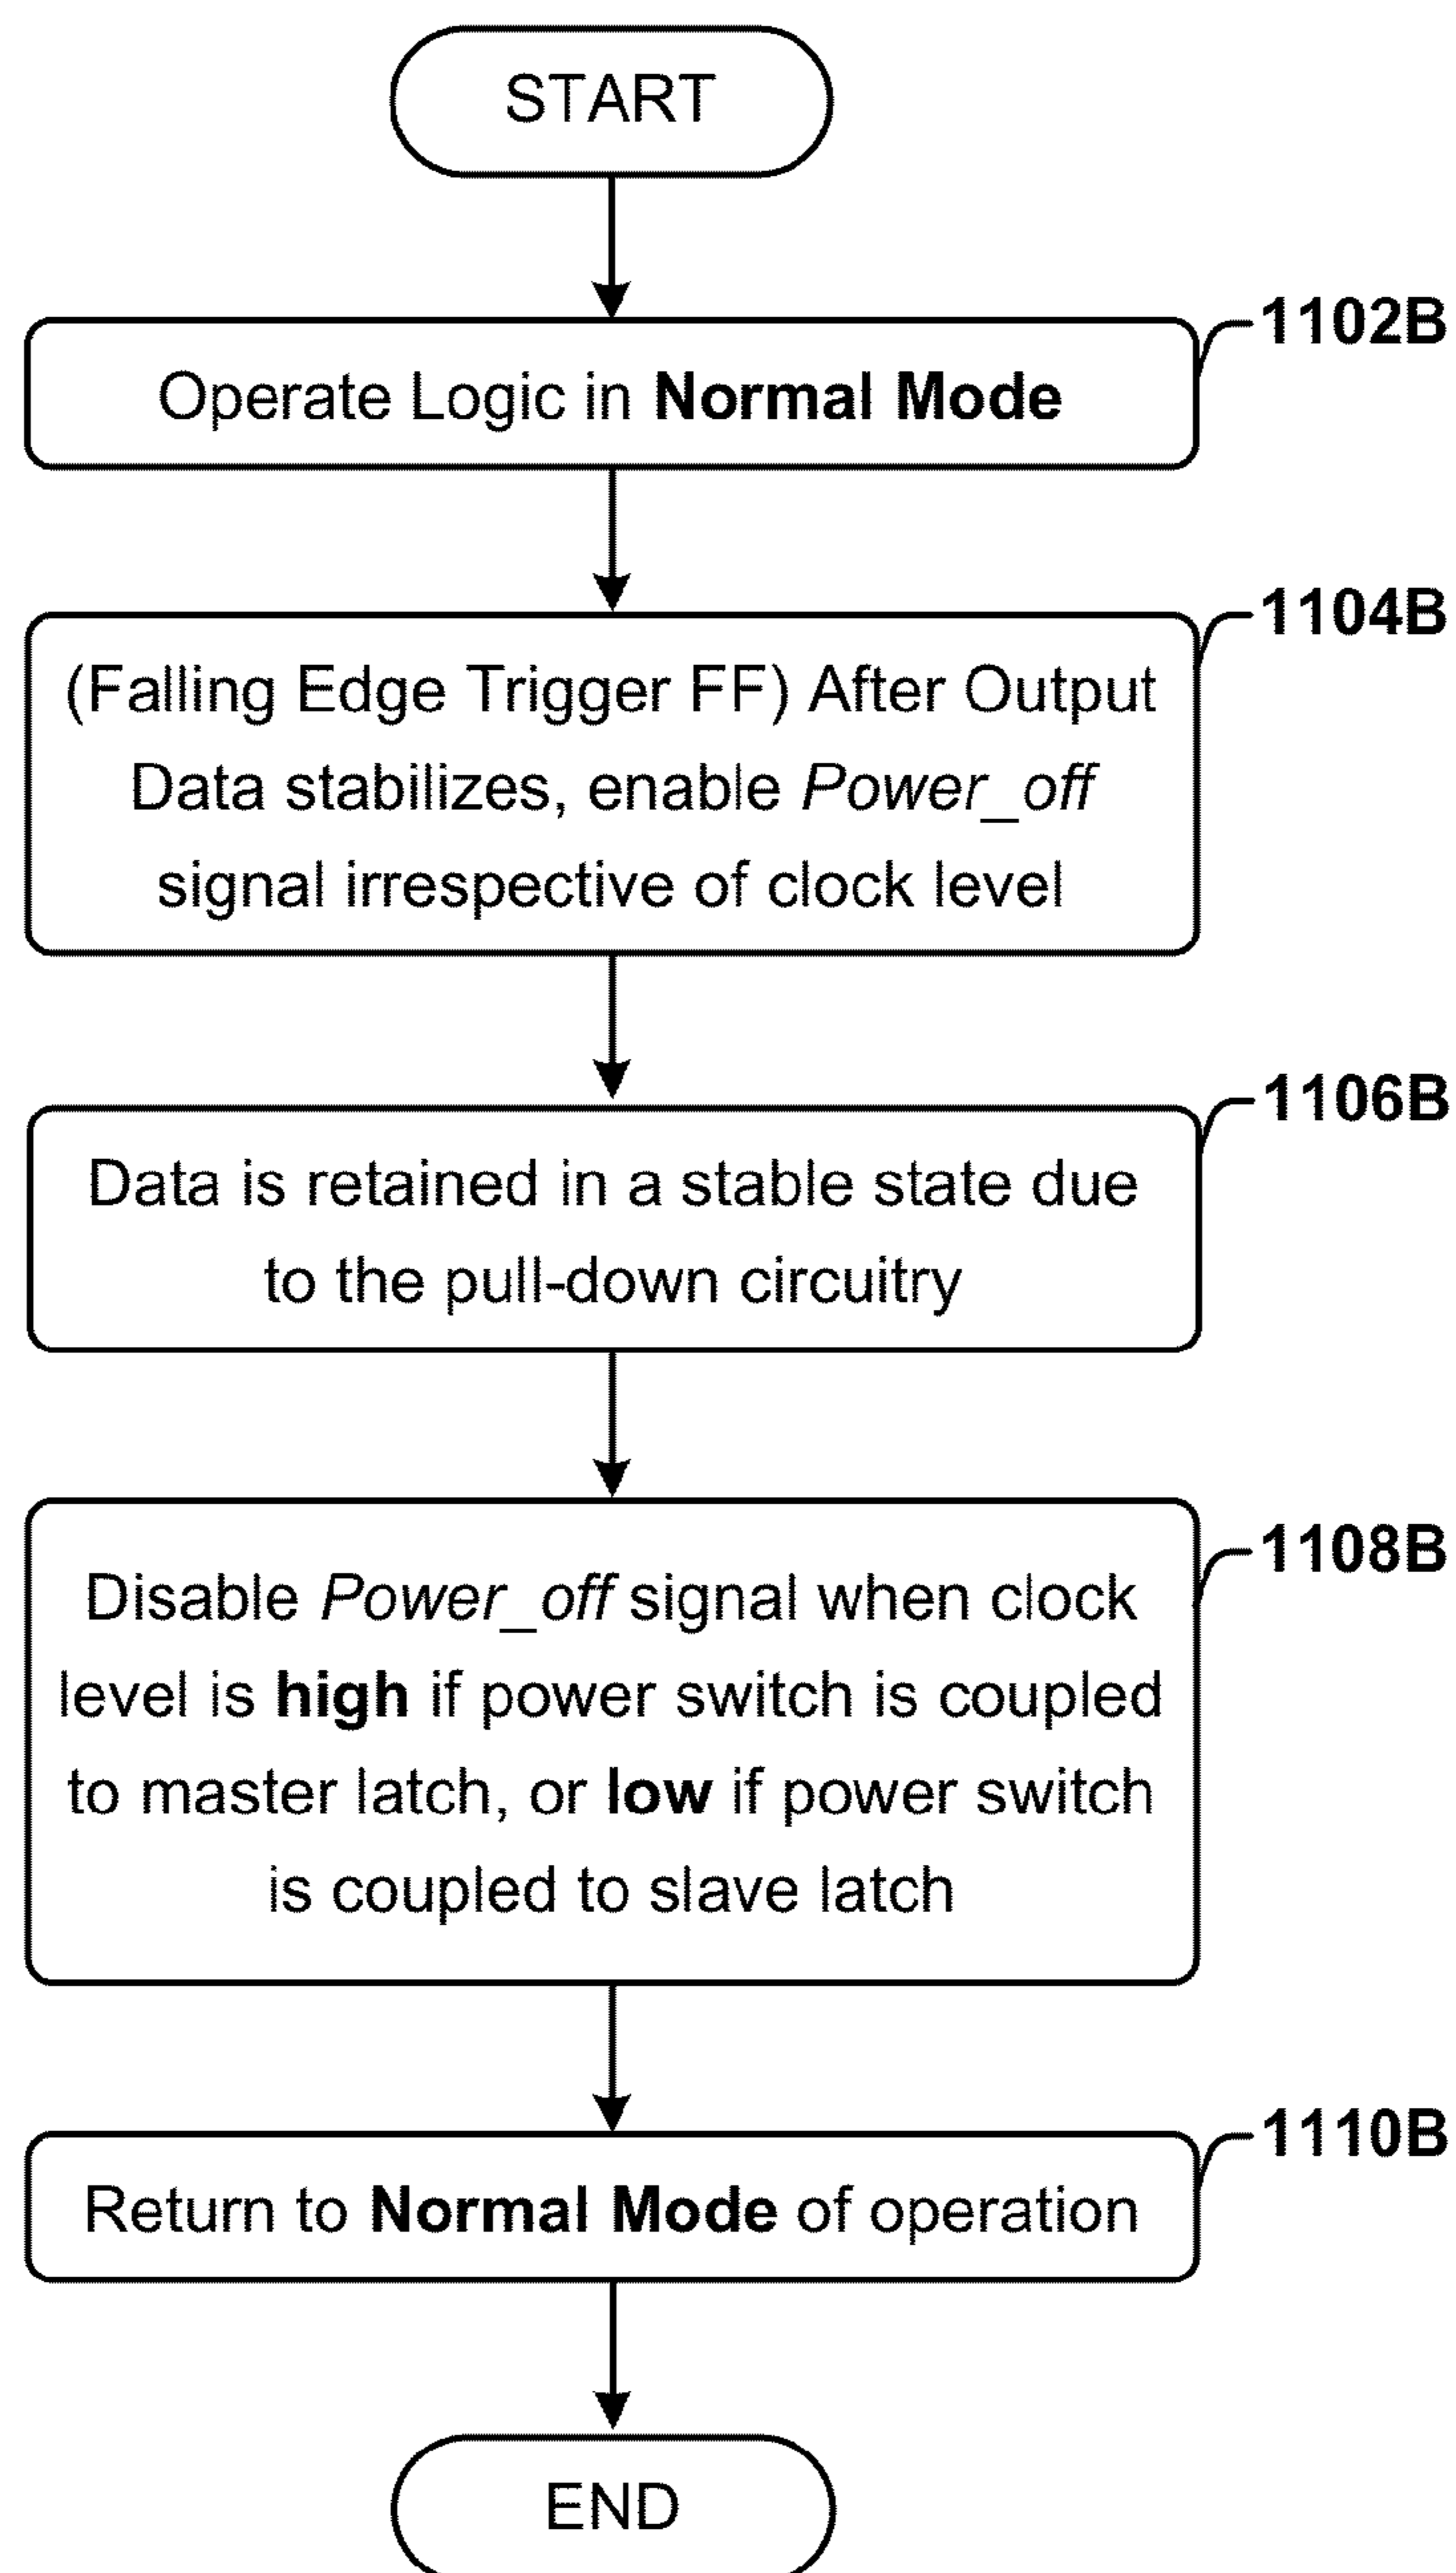 START
1102B
Operate Logic in Normal Mode
1104B
(Falling Edge Trigger FF) After Output
Data stabilizes, enable Power_off
signal irrespective of clock level
1106B
Data is retained in a stable state due
to the pull-down circuitry
1108B
Disable Power_off signal when clock
level is high if power switch is coupled
to master latch, or low if power switch
is coupled to slave latch
1110B
Return to Normal Mode of operation
END